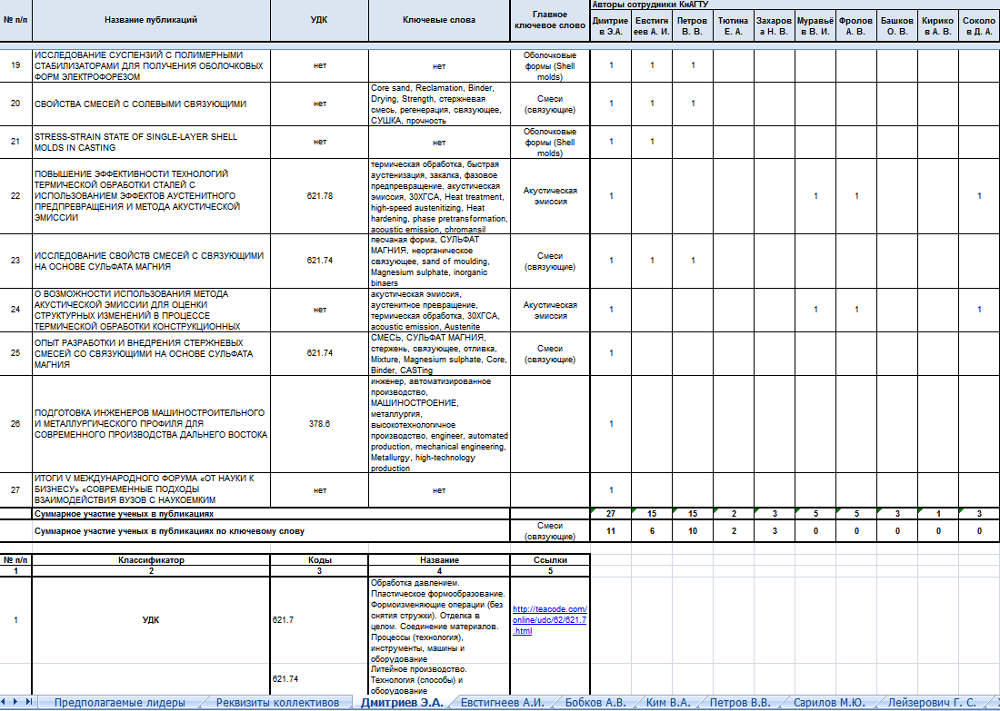 Авторы сотрудники КнАГТУ
№ п/п Название публикаций УДК Ключевые слова Главное ключевое слово Дмитрие в Э.А. Евстигн еев А. И. Петров В. В. Тютина Е. А. Захаров а Н. В. Муравьё в В. И. Фролов А. В. Башков О. В. Кирико в А. В. Соколо в Д. А.
19
ИССЛЕДОВАНИЕ СУСПЕНЗИЙ С ПОЛИМЕРНЫМИ
СТАБИЛИЗАТОРАМИ ДЛЯ ПОЛУЧЕНИЯ ОБОЛОЧКОВЫХ
ФОРМ ЭЛЕКТРОФОРЕЗОМ
нет
нет
Оболочковые
формы (Shell
molds)
1 1 1
20
СВОЙСТВА СМЕСЕЙ С СОЛЕВЫМИ СВЯЗУЮЩИМИ
нет
Core sand, Reclamation, Binder,
Drying, Strength, стержневая
смесь, регенерация, связующее,
СУШКА, прочность
Смеси
(связующие)
1 1 1
21
STRESS-STRAIN STATE OF SINGLE-LAYER SHELL
MOLDS IN CASTING
нет
нет
Оболочковые
формы (Shell
molds)
1 1
22
ПОВЫШЕНИЕ ЭФФЕКТИВНОСТИ ТЕХНОЛОГИЙ
ТЕРМИЧЕСКОЙ ОБРАБОТКИ СТАЛЕЙ С
ИСПОЛЬЗОВАНИЕМ ЭФФЕКТОВ АУСТЕНИТНОГО
ПРЕДПРЕВРАЩЕНИЯ И МЕТОДА АКУСТИЧЕСКОЙ
ЭМИССИИ
621.78
термическая обработка, быстрая
аустенизация, закалка, фазовое
предпревращение, акустическая
эмиссия, 30ХГСА, Heat treatment,
high-speed austenitizing, Heat
hardening, phase pretransformation,
acoustic emission, chromansil
Акустическая
эмиссия
1 1 1 1
23
ИССЛЕДОВАНИЕ СВОЙСТВ СМЕСЕЙ С СВЯЗУЮЩИМИ
НА ОСНОВЕ СУЛЬФАТА МАГНИЯ
621.74
песчаная форма, СУЛЬФАТ
МАГНИЯ, неорганическое
связующее, sand of moulding,
Magnesium sulphate, inorganic
binaers
Смеси
(связующие)
1 1 1
24
О ВОЗМОЖНОСТИ ИСПОЛЬЗОВАНИЯ МЕТОДА
АКУСТИЧЕСКОЙ ЭМИССИИ ДЛЯ ОЦЕНКИ
СТРУКТУРНЫХ ИЗМЕНЕНИЙ В ПРОЦЕССЕ
ТЕРМИЧЕСКОЙ ОБРАБОТКИ КОНСТРУКЦИОННЫХ
нет
акустическая эмиссия,
аустенитное превращение,
термическая обработка, 30ХГСА,
acoustic emission, Austenite
Акустическая
эмиссия
1 1 1 1
25
ОПЫТ РАЗРАБОТКИ И ВНЕДРЕНИЯ СТЕРЖНЕВЫХ
СМЕСЕЙ СО СВЯЗУЮЩИМИ НА ОСНОВЕ СУЛЬФАТА
МАГНИЯ
621.74
СМЕСЬ, СУЛЬФАТ МАГНИЯ,
стержень, связующее, отливка,
Mixture, Magnesium sulphate, Core,
Binder, CASTing
Смеси
(связующие)
1
26
ПОДГОТОВКА ИНЖЕНЕРОВ МАШИНОСТРОИТЕЛЬНОГО
И МЕТАЛЛУРГИЧЕСКОГО ПРОФИЛЯ ДЛЯ
СОВРЕМЕННОГО ПРОИЗВОДСТВА ДАЛЬНЕГО ВОСТОКА
378.6
инженер, автоматизированное
производство,
МАШИНОСТРОЕНИЕ,
металлургия,
высокотехнологичное
производство, engineer, automated
production, mechanical engineering,
Metallurgy, high-technology
production
1
27
ИТОГИ V МЕЖДУНАРОДНОГО ФОРУМА «ОТ НАУКИ К
БИЗНЕСУ» «СОВРЕМЕННЫЕ ПОДХОДЫ
ВЗАИМОДЕЙСТВИЯ ВУЗОВ С НАУКОЕМКИМ
нет
нет
1
Суммарное участие ученых в публикациях 27 15 15 2 3 5 5 3 1 3
Суммарное участие ученых в публикациях по ключевому слову
Смеси
(связующие)
11 6 10 2 3 0 0 0 0 0
№ п/п Классификатор Коды Название Ссылки
1 2 3 4 5
1
УДК
621.7
Обработка давлением.
Пластическое формообразование.
Формоизменяющие операции (без
снятия стружки). Отделка в
целом. Соединение материалов.
Процессы (технология),
инструменты, машины и
оборудование
http://teacode.com/
online/udc/62/621.7
.html
621.74
Литейное производство.
Технология (способы) и
оборудование
Предполагаемые лидеры Реквизиты коллективов Дмитриев Э.А. Евстигнеев А.И. Бобков А.В. Ким В.А. Петров В.В. Сарилов М.Ю. Лейзерович Г. С.